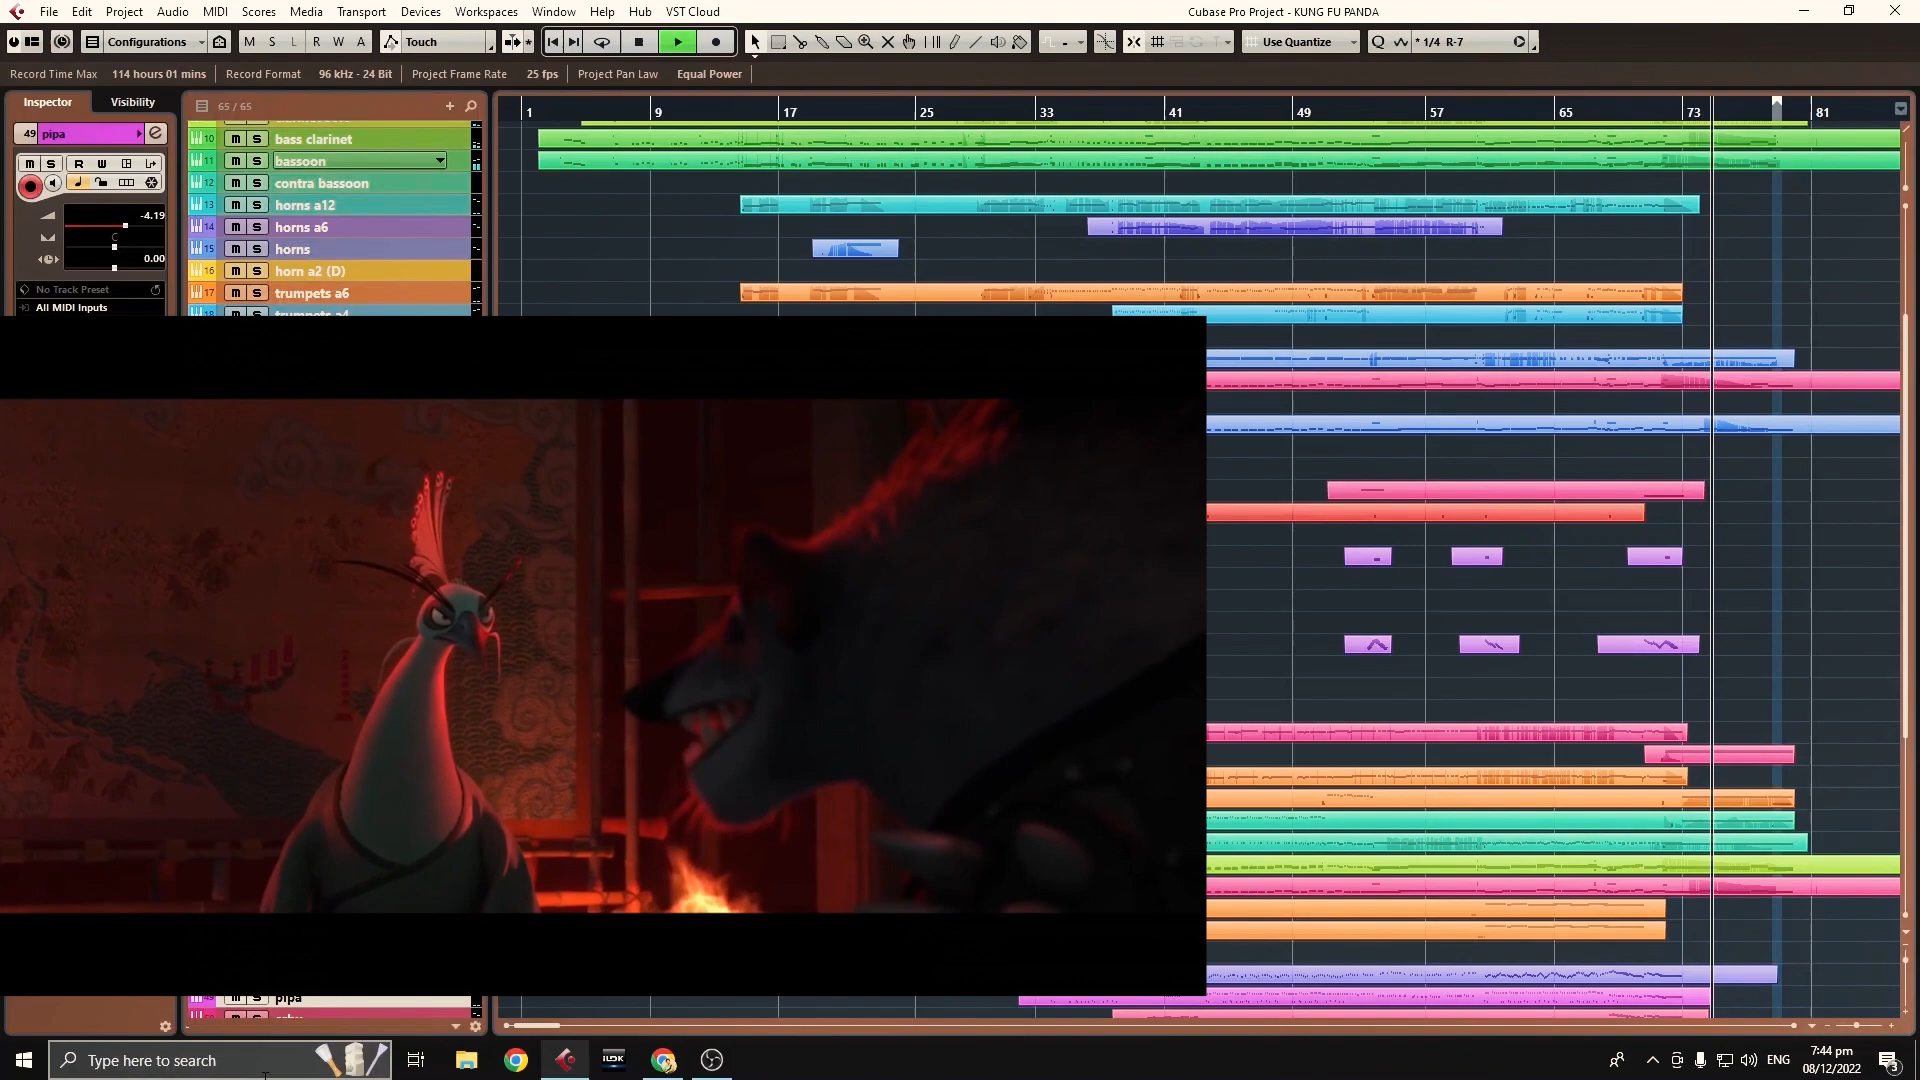 File Edit Project Audio MIDI Scores Media Transport Devices Workspaces Window Help Hub VST Cloud
Cubase Pro Project - KUNG FU PANDA
Configurations M S L R W A Touch Use Quantize Q * 1/4 R-7
Record Time Max 114 hours 01 mins Record Format 96 kHz - 24 Bit Project Frame Rate 25 fps Project Pan Law Equal Power
Inspector Visibility 65 / 65
1 9 17 25 33 41 49 57 65 73 81
49 pipa
10 m S bass clarinet
11 m S bassoon
12 m S contra bassoon
13 m S horns a12
14 m S horns a6
15 m S horns
16 m S horn a2 (D)
17 m S trumpets a6
18 trumpets a4
m S R W
-4.19
C
0.00
No Track Preset
All MIDI Inputs
49 m S pipa
Type here to search
ENG
7:44 pm
08/12/2022
3